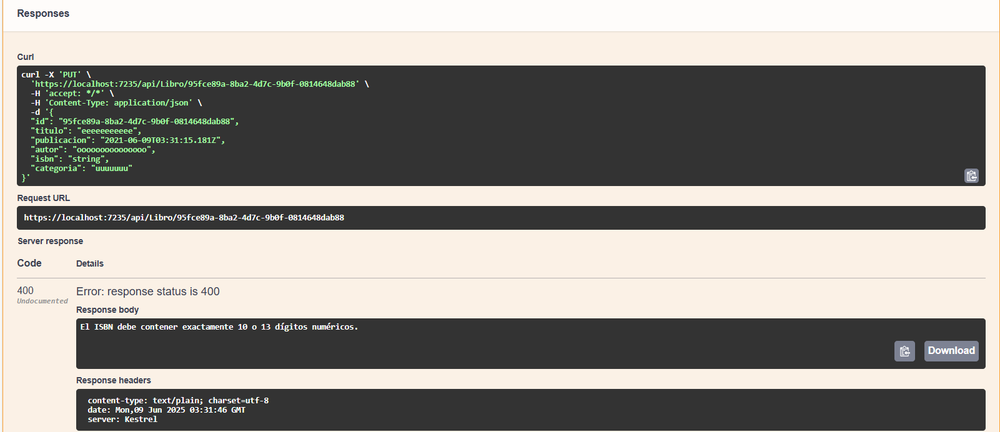 Responses
Curl
curl -X 'PUT' \
  'https://localhost:7235/api/Libro/95fce89a-8ba2-4d7c-9b0f-0814648dab88' \
  -H 'accept: */*' \
  -H 'Content-Type: application/json' \
  -d '{
  "id": "95fce89a-8ba2-4d7c-9b0f-0814648dab88",
  "titulo": "eeeeeeeeeee",
  "publicacion": "2021-06-09T03:31:15.181Z",
  "autor": "ooooooooooooooo",
  "isbn": "string",
  "categoria": "uuuuuuu"
}'
Request URL
https://localhost:7235/api/Libro/95fce89a-8ba2-4d7c-9b0f-0814648dab88
Server response
Code Details
400 Error: response status is 400
Undocumented
Response body
El ISBN debe contener exactamente 10 o 13 dígitos numéricos.
Download
Response headers
content-type: text/plain; charset=utf-8
date: Mon,09 Jun 2025 03:31:46 GMT
server: Kestrel